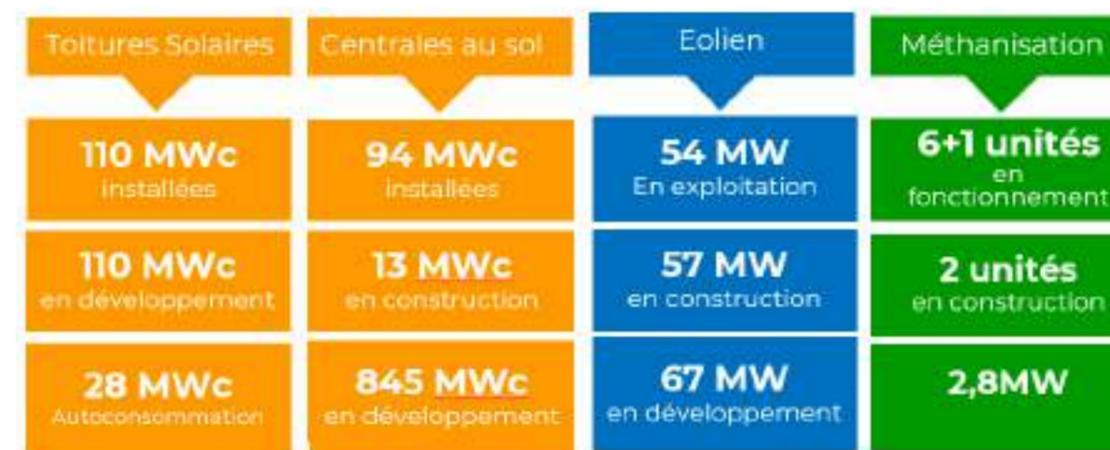 Toitures Solaires
110 MWc
installées
110 MWc
en développement
28 MWc
Autoconsommation
Centrales au sol
94 MWc
installées
13 MWc
en construction
845 MWc
en développement
Eolien
54 MW
En exploitation
57 MW
en construction
67 MW
en développement
Méthanisation
6+1 unités
en
fonctionnement
2 unités
en construction
2,8MW